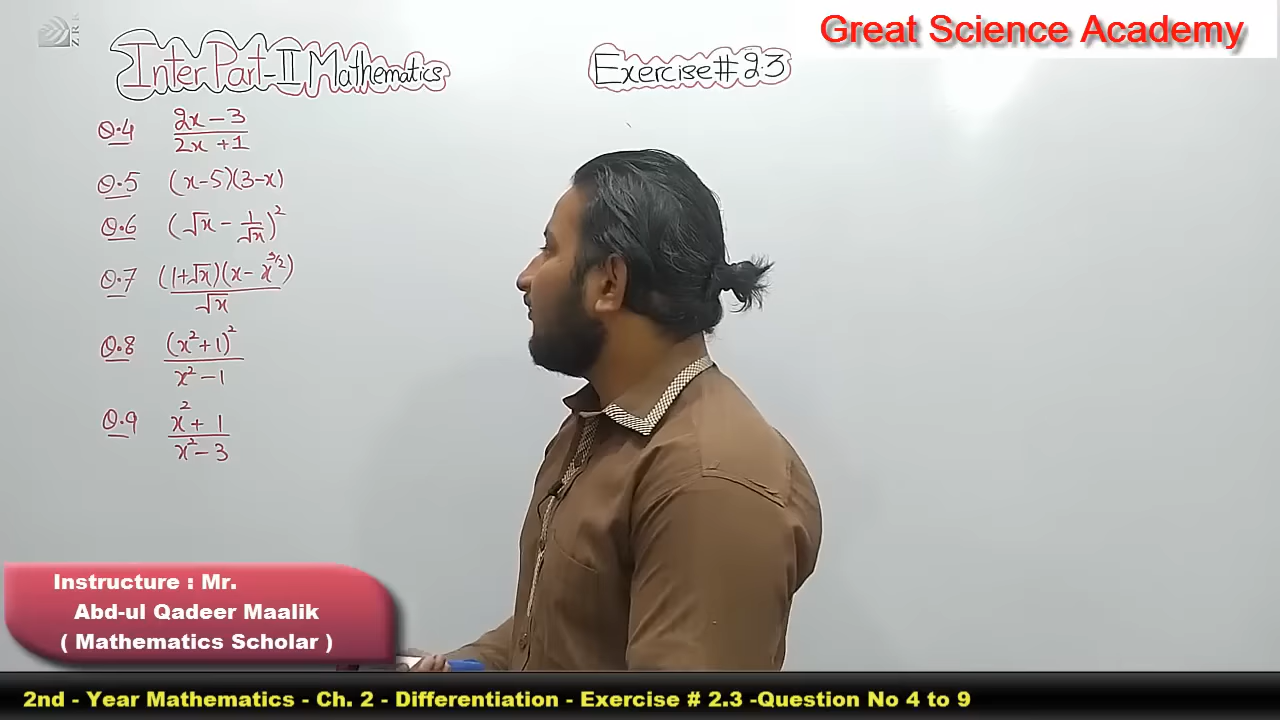 ZRK
Great Science Academy
Inter Part-II Mathematics
Exercise # 2.3
Q.4 (2x - 3)/(2x + 1)
Q.5 (x-5)(3-x)
Q.6 (√x - 1/√x)²
Q.7 ((1+√x)(x - x^(3/2)))/√x
Q.8 (x²+1)²/(x² - 1)
Q.9 (x² + 1)/(x² - 3)
Instructure : Mr.
Abd-ul Qadeer Maalik
( Mathematics Scholar )
2nd - Year Mathematics - Ch. 2 - Differentiation - Exercise # 2.3 -Question No 4 to 9